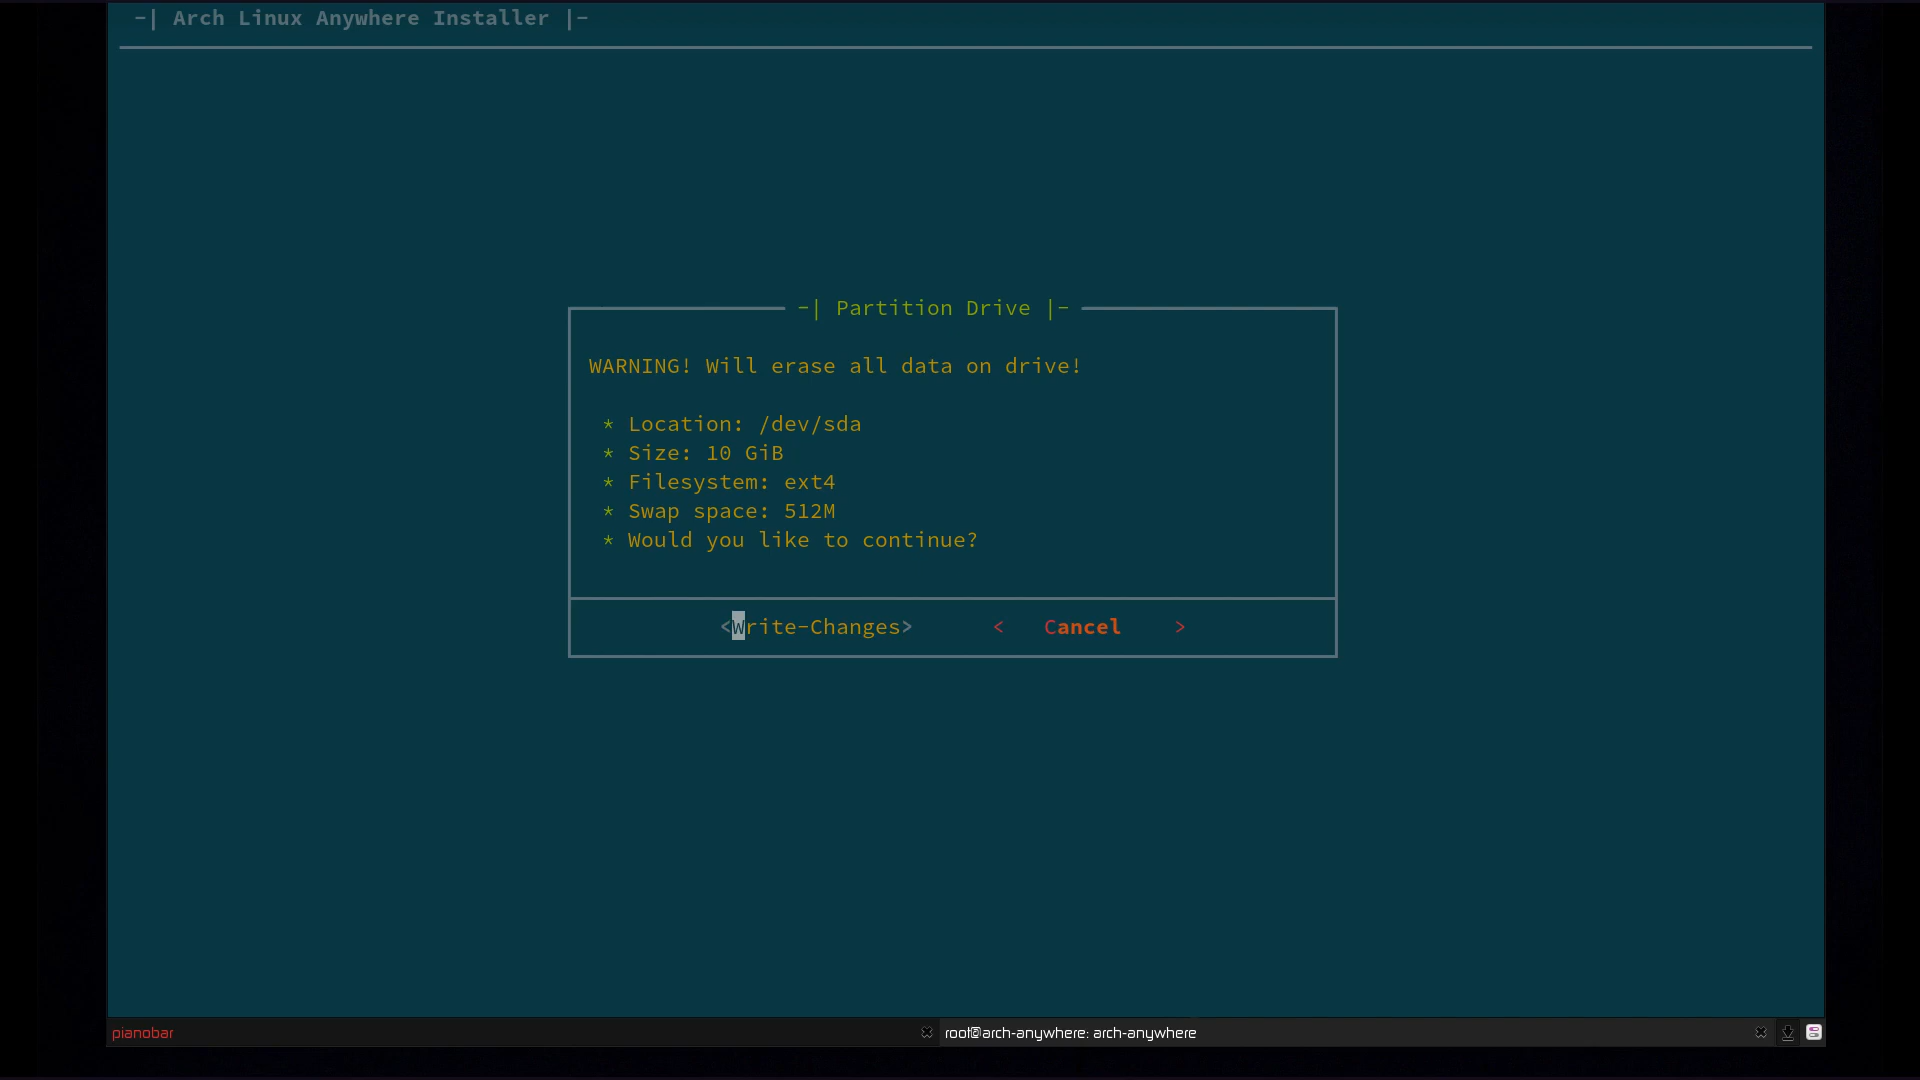 -| Arch Linux Anywhere Installer |-
-| Partition Drive |-
WARNING! Will erase all data on drive!
* Location: /dev/sda
* Size: 10 GiB
* Filesystem: ext4
* Swap space: 512M
* Would you like to continue?
<Write-Changes> < Cancel >
pianobar
root@arch-anywhere: arch-anywhere